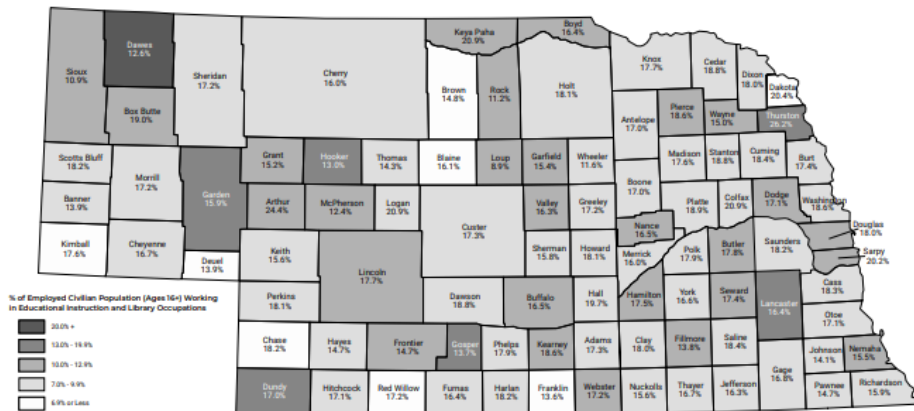 Sioux
10.9%
Dawes
12.6%
Box Butte
19.0%
Sheridan
17.2%
Scotts Bluff
18.2%
Banner
13.9%
Kimball
17.6%
Morrill
17.2%
Cheyenne
16.7%
Garden
15.9%
Deuel
13.9%
Cherry
16.0%
Keya Paha
20.9%
Boyd
16.4%
Brown
14.8%
Rock
11.2%
Holt
18.1%
Grant
15.2%
Hooker
13.0%
Thomas
14.3%
Blaine
16.1%
Loup
8.9%
Garfield
15.4%
Wheeler
11.6%
Arthur
24.4%
McPherson
12.4%
Logan
20.9%
Custer
17.3%
Valley
16.3%
Greeley
17.2%
Keith
15.6%
Lincoln
17.7%
Sherman
15.8%
Howard
18.1%
Perkins
18.1%
Dawson
18.8%
Buffalo
16.5%
Hall
19.7%
Chase
18.2%
Hayes
14.7%
Frontier
14.7%
Gosper
13.7%
Phelps
17.9%
Kearney
18.6%
Adams
17.3%
Dundy
17.0%
Hitchcock
17.1%
Red Willow
17.2%
Furnas
16.4%
Harlan
18.2%
Franklin
13.6%
Webster
17.2%
Knox
17.7%
Cedar
18.8%
Dixon
18.0%
Dakota
20.4%
Antelope
17.0%
Pierce
18.6%
Wayne
15.0%
Thurston
26.2%
Boone
17.0%
Madison
17.6%
Stanton
18.8%
Cuming
18.4%
Burt
17.4%
Nance
16.5%
Platte
18.9%
Colfax
20.9%
Dodge
17.1%
Washington
18.6%
Douglas
18.0%
Sarpy
20.2%
Merrick
16.0%
Polk
17.9%
Butler
17.8%
Saunders
18.2%
Cass
18.3%
Hamilton
17.5%
York
16.6%
Seward
17.4%
Lancaster
16.4%
Otoe
17.1%
Clay
18.0%
Fillmore
13.8%
Saline
18.4%
Gage
16.8%
Johnson
14.1%
Nemaha
15.5%
Nuckolls
15.6%
Thayer
16.7%
Jefferson
16.3%
Pawnee
14.7%
Richardson
15.9%
% of Employed Civilian Population (Ages 16+) Working
in Educational Instruction and Library Occupations
20.0% +
13.0% - 19.9%
10.0% - 12.9%
7.0% - 9.9%
6.9% or Less